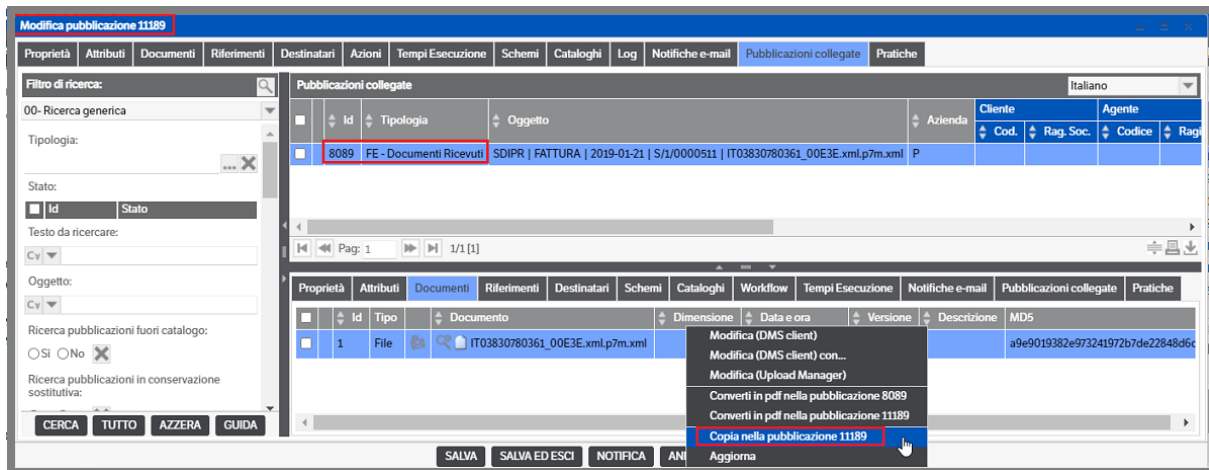 Modifica pubblicazione 11189
Proprietà Attributi Documenti Riferimenti Destinatari Azioni Tempi Esecuzione Schemi Cataloghi Log Notifiche e-mail Pubblicazioni collegate Pratiche
Filtro di ricerca:
00- Ricerca generica
Tipologia:
...
Stato:
Id Stato
Testo da ricercare:
Oggetto:
Ricerca pubblicazioni fuori catalogo:
Sì No
Ricerca pubblicazioni in conservazione
sostitutiva:
CERCA TUTTO AZZERA GUIDA
Pubblicazioni collegate Italiano
Id Tipologia Oggetto Azienda Cliente Agente
Cod. Rag. Soc. Codice Ragi
8089 FE - Documenti Ricevuti SDIPR | FATTURA | 2019-01-21 | S/1/0000511 | IT03830780361_00E3E.xml.p7m.xml P
Pag: 1 1/1 [1]
Proprietà Attributi Documenti Riferimenti Destinatari Schemi Cataloghi Workflow Tempi Esecuzione Notifiche e-mail Pubblicazioni collegate Pratiche
Id Tipo Documento Dimensione Data e ora Versione Descrizione MD5
1 File IT03830780361_00E3E.xml.p7m.xml a9e9019382e973241972b7de22848d6c
Modifica (DMS client)
Modifica (DMS client) con...
Modifica (Upload Manager)
Converti in pdf nella pubblicazione 8089
Converti in pdf nella pubblicazione 11189
Copia nella pubblicazione 11189
Aggiorna
SALVA SALVA ED ESCI NOTIFICA